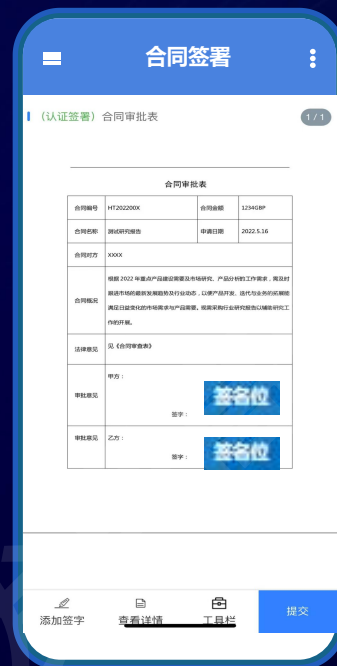 合同签署
（认证签署）合同审批表
1 / 1
合同审批表
合同编号 HT202200X 合同金额 1234GBP
合同名称 测试研究报告 申请日期 2022.5.16
合同对方 XXXX
根据 2022 年重点产品建设需要及市场研究、产品分析的工作需求，需及时
跟进市场的最新发展趋势及行业动态，以便产品开发、迭代与业务的拓展能
合同概况
满足日益变化的市场需求与产品需要。现需采购行业研究报告以辅助研究工
作的开展。
法律意见 见《合同审查表》
甲方：
审批意见
签名位
签字：
审批意见 乙方：
签名位
签字：
添加签字 查看详情 工具栏 提交